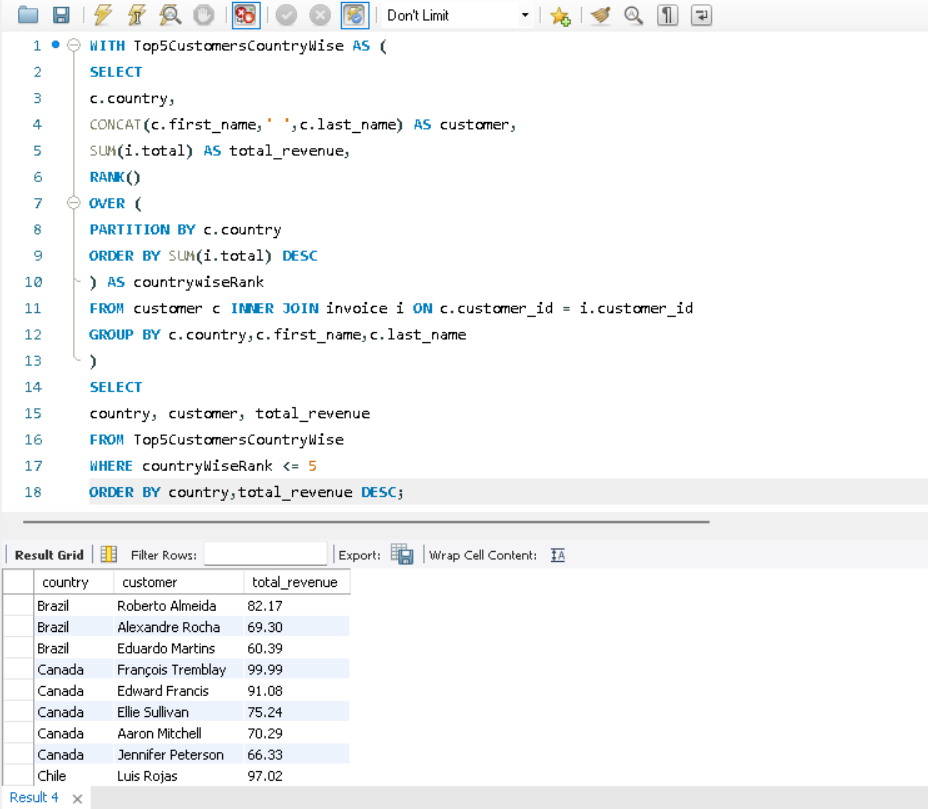 Don't Limit
1 WITH Top5CustomersCountryWise AS (
2 SELECT
3 c.country,
4 CONCAT(c.first_name,' ',c.last_name) AS customer,
5 SUM(i.total) AS total_revenue,
6 RANK()
7 OVER (
8 PARTITION BY c.country
9 ORDER BY SUM(i.total) DESC
10 ) AS countrywiseRank
11 FROM customer c INNER JOIN invoice i ON c.customer_id = i.customer_id
12 GROUP BY c.country,c.first_name,c.last_name
13 )
14 SELECT
15 country, customer, total_revenue
16 FROM Top5CustomersCountryWise
17 WHERE countryWiseRank <= 5
18 ORDER BY country,total_revenue DESC;
Result Grid Filter Rows: Export: Wrap Cell Content: IA
country customer total_revenue
Brazil Roberto Almeida 82.17
Brazil Alexandre Rocha 69.30
Brazil Eduardo Martins 60.39
Canada François Tremblay 99.99
Canada Edward Francis 91.08
Canada Ellie Sullivan 75.24
Canada Aaron Mitchell 70.29
Canada Jennifer Peterson 66.33
Chile Luis Rojas 97.02
Result 4 ×